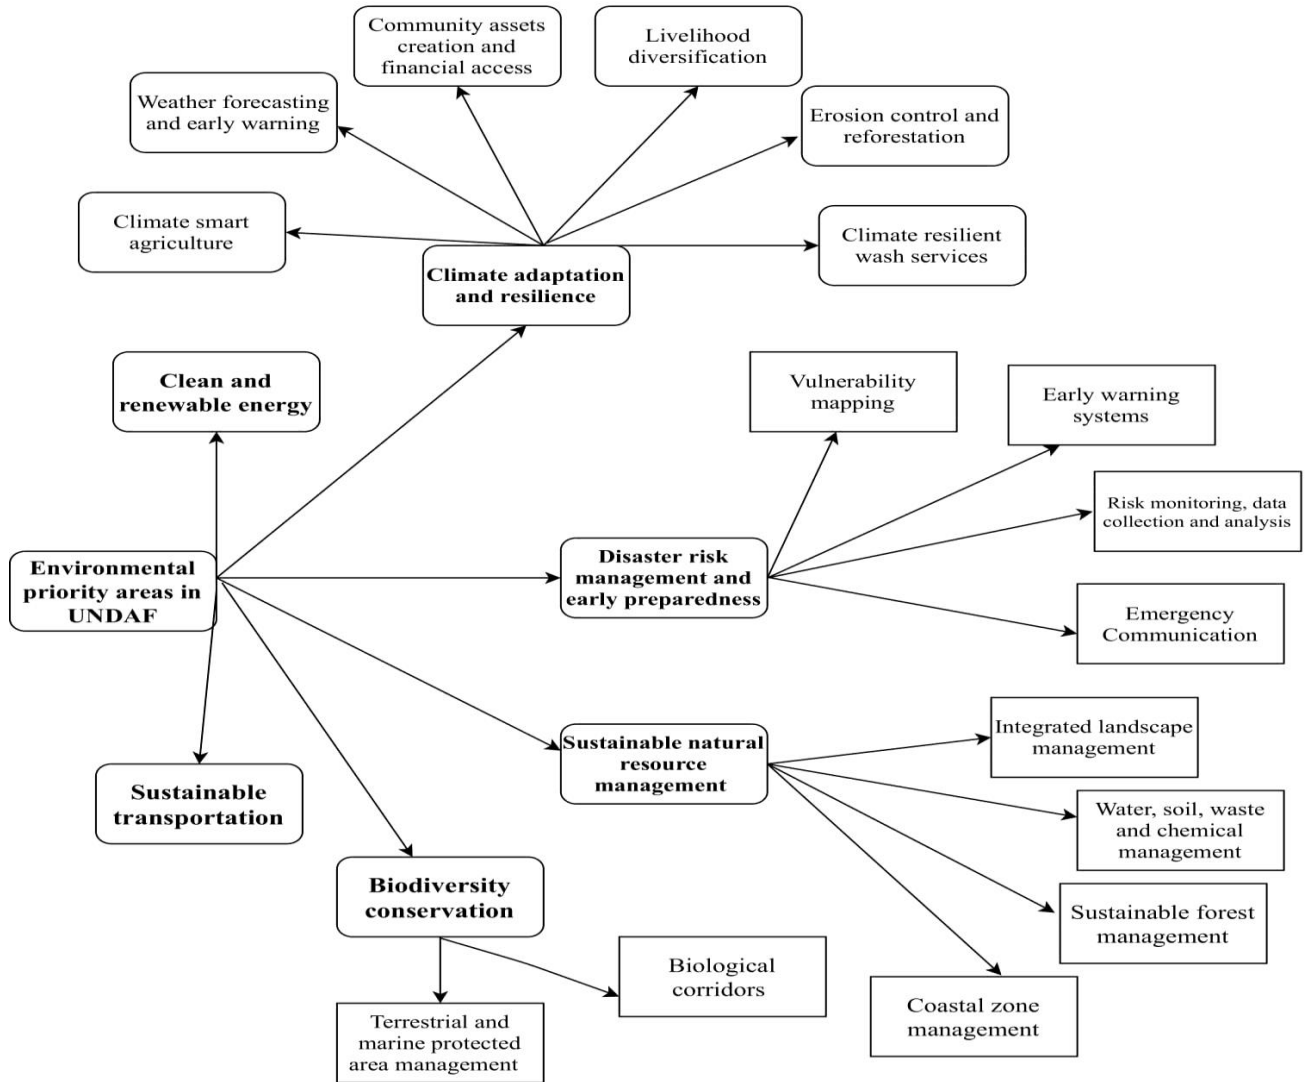 Community assets
creation and
financial access
Livelihood
diversification
Weather forecasting
and early warning
Erosion control and
reforestation
Climate smart
agriculture
Climate resilient
wash services
Climate adaptation
and resilience
Clean and
renewable energy
Vulnerability
mapping
Early warning
systems
Risk monitoring, data
collection and analysis
Environmental
priority areas in
UNDAF
Disaster risk
management and
early preparedness
Emergency
Communication
Sustainable natural
resource
management
Integrated landscape
management
Sustainable
transportation
Water, soil, waste
and chemical
management
Biodiversity
conservation
Sustainable forest
management
Biological
corridors
Coastal zone
management
Terrestrial and
marine protected
area management